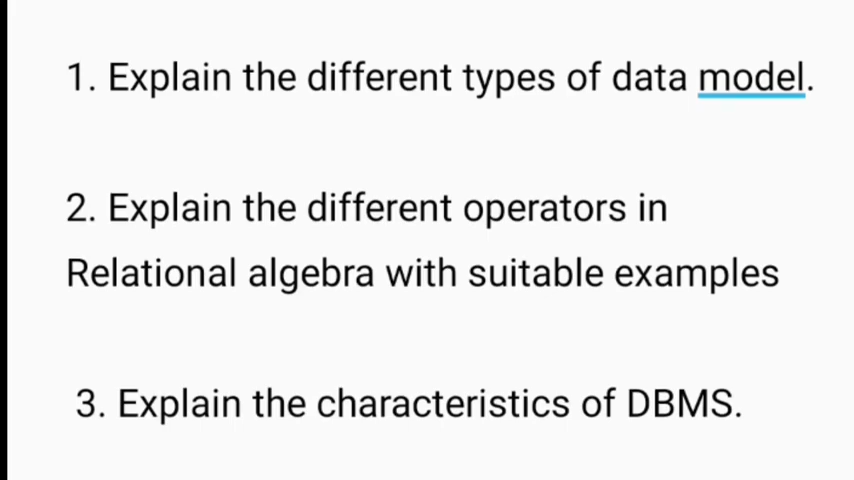 1. Explain the different types of data model.
2. Explain the different operators in
Relational algebra with suitable examples
3. Explain the characteristics of DBMS.